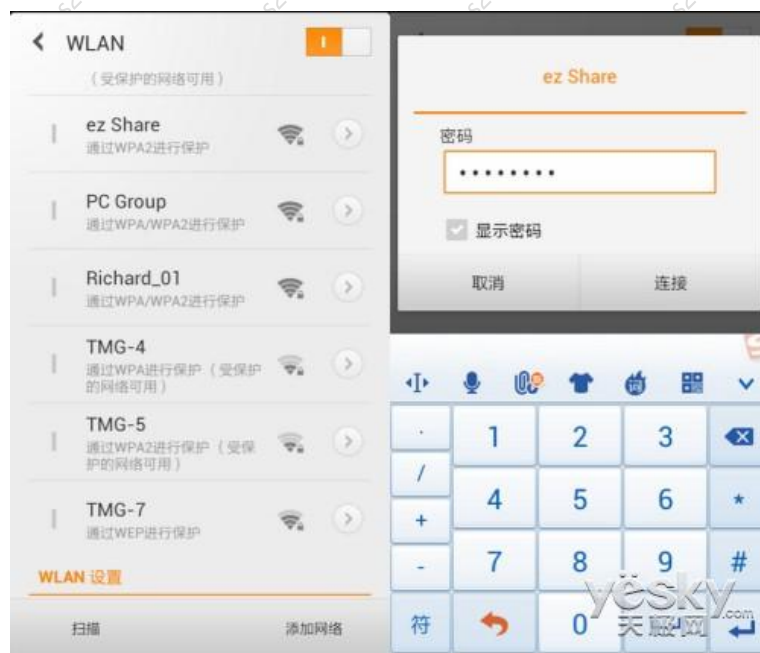 WLAN
（受保护的网络可用）
ez Share
通过WPA2进行保护
PC Group
通过WPA/WPA2进行保护
Richard_01
通过WPA/WPA2进行保护
TMG-4
通过WPA进行保护（受保护
的网络可用）
TMG-5
通过WPA2进行保护（受保
护的网络可用）
TMG-7
通过WEP进行保护
WLAN 设置
扫描 添加网络
ez Share
密码
••••••••
显示密码
取消 连接
. 1 2 3
/
4 5 6 *
+
- 7 8 9 #
符 0
yësky.com
天极网